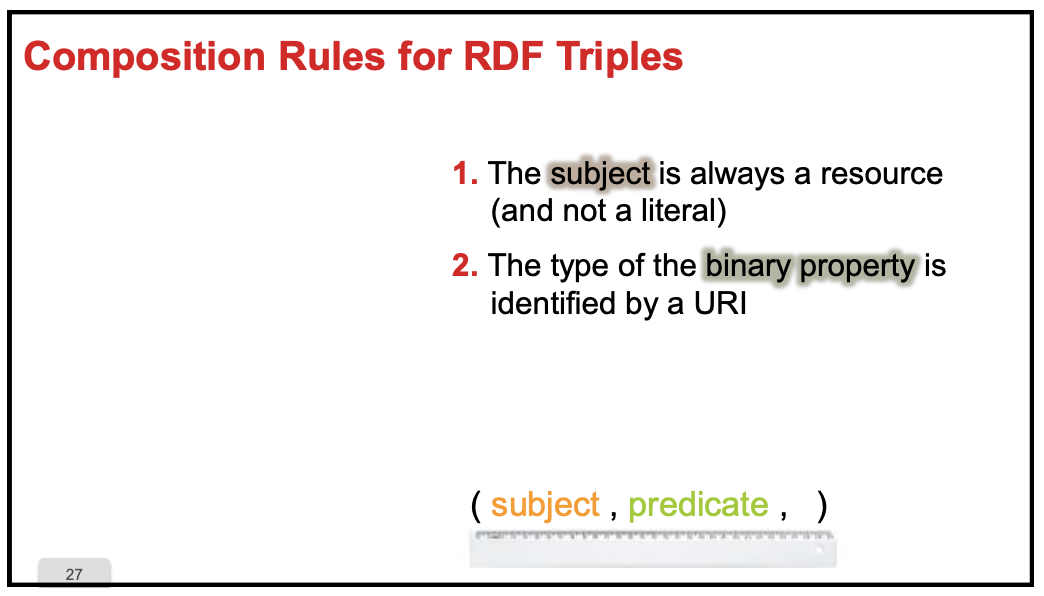 Composition Rules for RDF Triples
1. The subject is always a resource
(and not a literal)
2. The type of the binary property is
identified by a URI
( subject , predicate ,   )
27